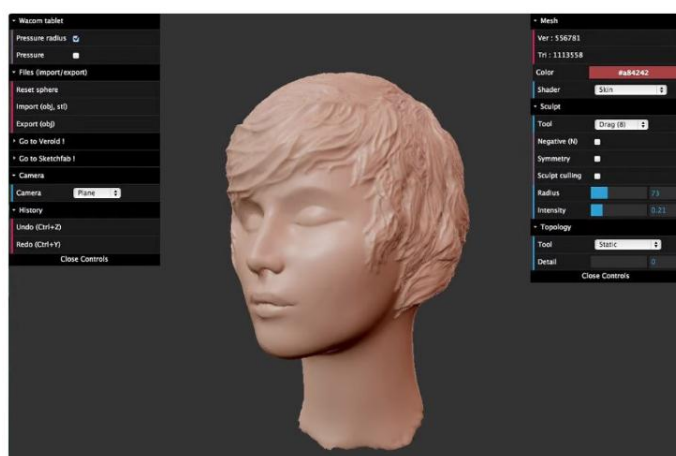 Wacom tablet
Pressure radius
Pressure
Files (import/export)
Reset sphere
Import (obj, stl)
Export (obj)
Go to Verold !
Go to Sketchfab !
Camera
Camera Plane
History
Undo (Ctrl+Z)
Redo (Ctrl+Y)
Close Controls
Mesh
Ver : 556781
Tri : 1113558
Color #a84242
Shader Skin
Sculpt
Tool Drag (8)
Negative (N)
Symmetry
Sculpt culling
Radius 73
Intensity 0.21
Topology
Tool Static
Detail 0
Close Controls